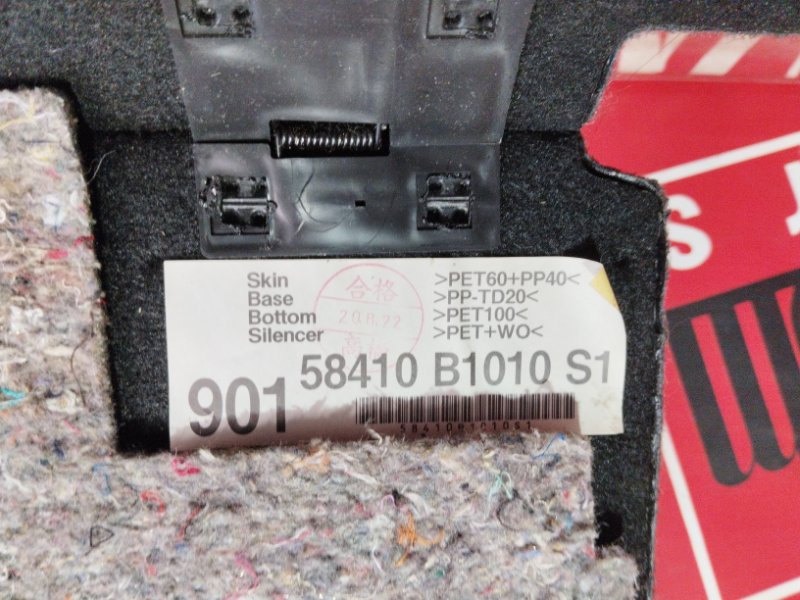 Skin >PET60+PP40<
Base >PP-TD20<
Bottom >PET100<
Silencer >PET+WO<
合格
20.8.22
901 58410 B1010 S1
58410B1010S1
S J